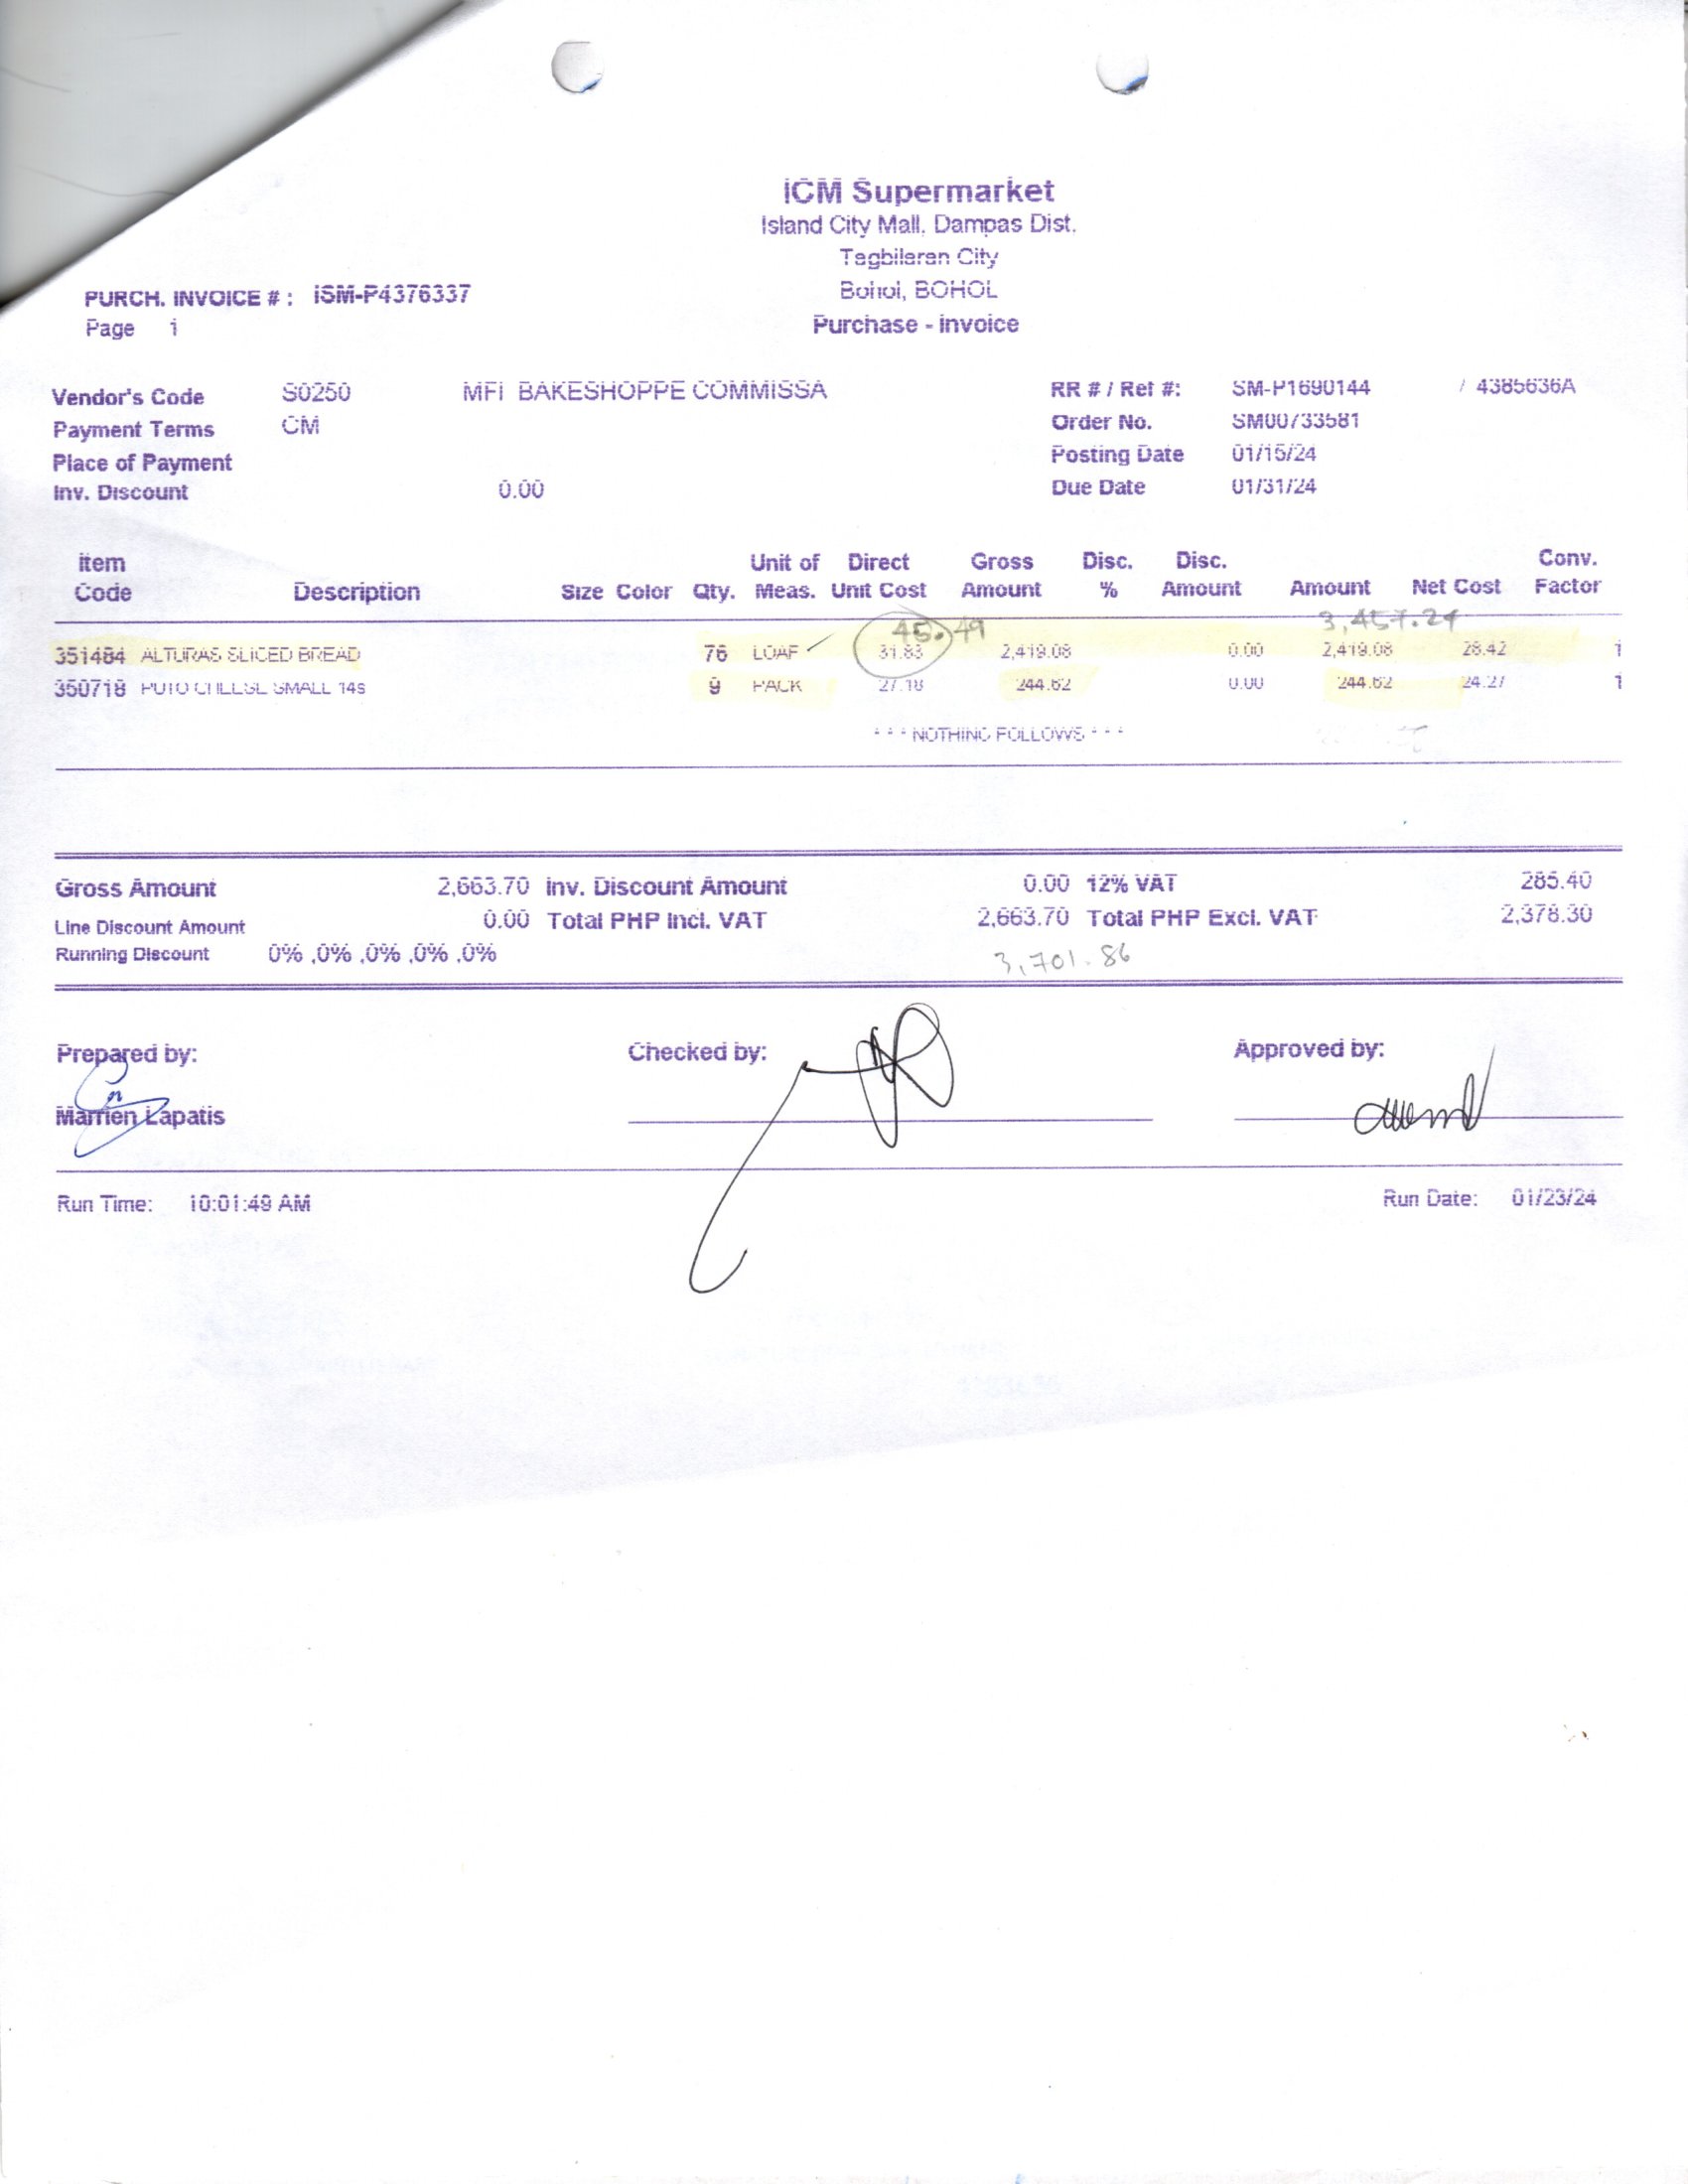 ICM Supermarket
Island City Mall, Dampas Dist.
Tagbilaran City
Bohol, BOHOL
Purchase - Invoice
PURCH. INVOICE # : ISM-P4376337
Page 1
Vendor's Code S0250 MFI BAKESHOPPE COMMISSA RR # / Ref #: SM-P1690144 / 4385636A
Payment Terms CM Order No. SM00733581
Place of Payment Posting Date 01/15/24
Inv. Discount 0.00 Due Date 01/31/24
Item Code Description Size Color Qty. Unit of Meas. Direct Unit Cost Gross Amount Disc. % Disc. Amount Amount Net Cost Conv. Factor
45.49 3,457.24
351484 ALTURAS SLICED BREAD 76 LOAF 31.83 2,419.08 0.00 2,419.08 28.42 1
350718 PUTO CHEESE SMALL 14s 9 PACK 27.18 244.62 0.00 244.62 24.27 1
* * * NOTHING FOLLOWS * * *
Gross Amount 2,663.70 Inv. Discount Amount 0.00 12% VAT 285.40
Line Discount Amount 0.00 Total PHP Incl. VAT 2,663.70 Total PHP Excl. VAT 2,378.30
Running Discount 0% ,0% ,0% ,0% ,0%
3,701.86
Prepared by: Checked by: Approved by:
Marrien Lapatis
Run Time: 10:01:49 AM Run Date: 01/23/24